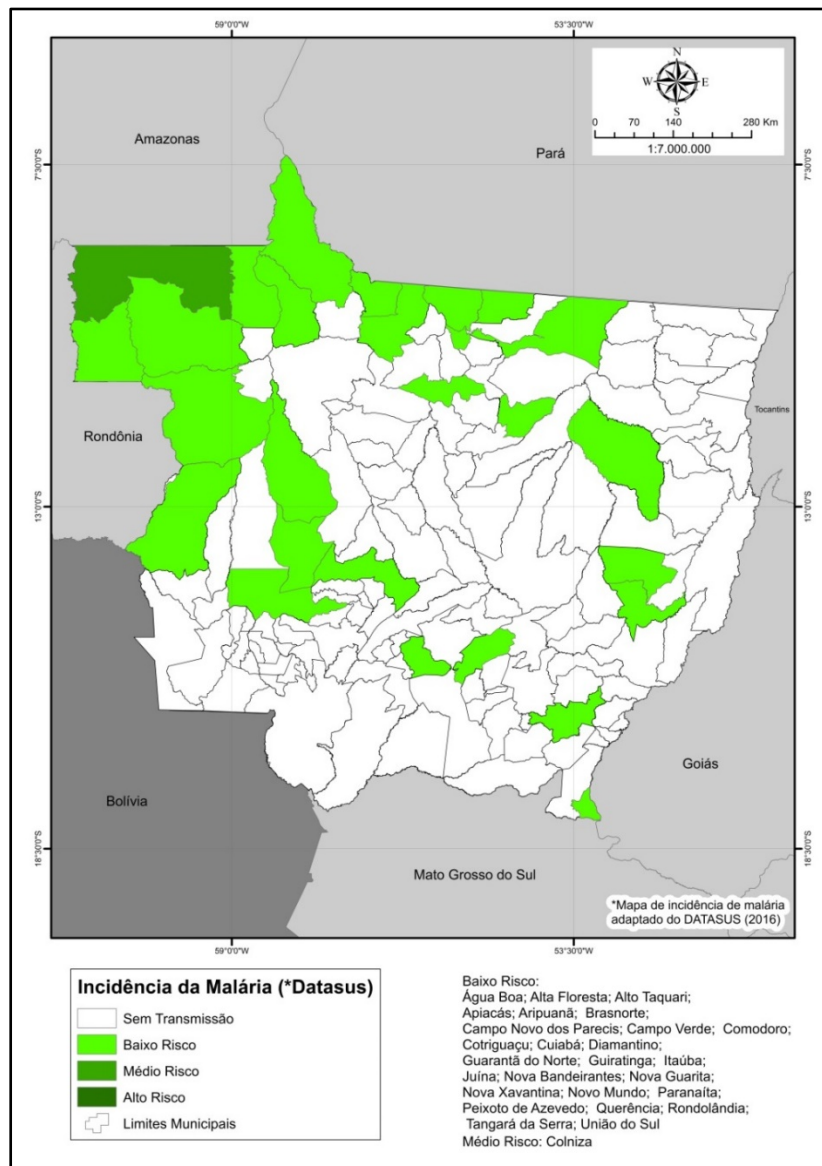 59°0'0"W
53°30'0"W
N
W
E
S
0 70 140 280 Km
1:7.000.000
Amazonas
Pará
7°30'0"S
7°30'0"S
Rondônia
Tocantins
13°0'0"S
13°0'0"S
Goiás
Bolívia
18°30'0"S
18°30'0"S
Mato Grosso do Sul
*Mapa de incidência de malária
adaptado do DATASUS (2016)
59°0'0"W
53°30'0"W
Incidência da Malária (*Datasus)
Sem Transmissão
Baixo Risco
Médio Risco
Alto Risco
Limites Municipais
Baixo Risco:
Água Boa; Alta Floresta; Alto Taquari;
Apiacás; Aripuanã; Brasnorte;
Campo Novo dos Parecis; Campo Verde; Comodoro;
Cotriguaçu; Cuiabá; Diamantino;
Guarantã do Norte; Guiratinga; Itaúba;
Juína; Nova Bandeirantes; Nova Guarita;
Nova Xavantina; Novo Mundo; Paranaíta;
Peixoto de Azevedo; Querência; Rondolândia;
Tangará da Serra; União do Sul
Médio Risco: Colniza